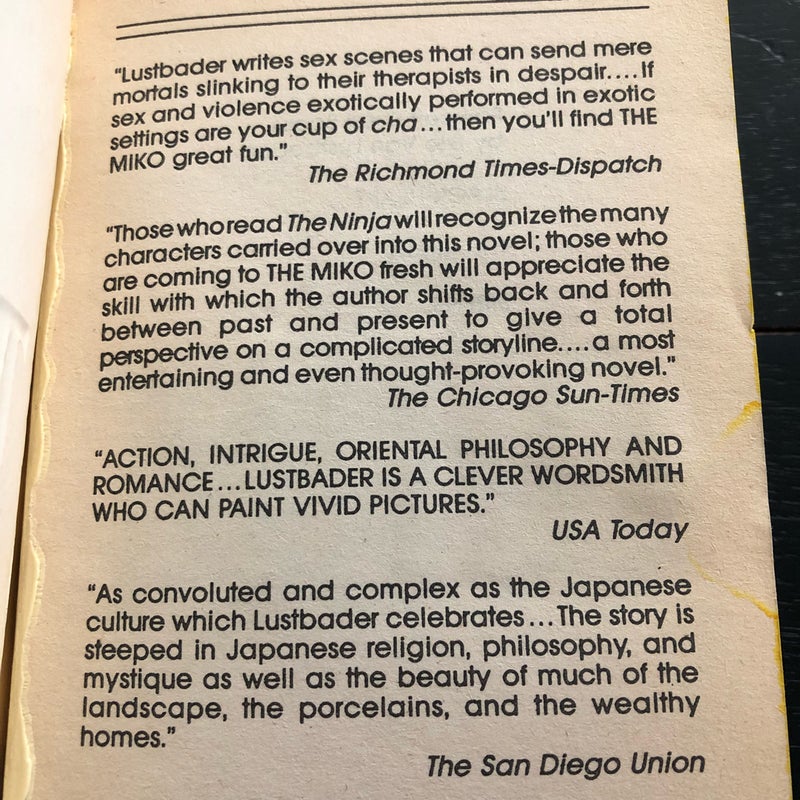 “Lustbader writes sex scenes that can send mere
mortals slinking to their therapists in despair....If
sex and violence exotically performed in exotic
settings are your cup of cha...then you’ll find THE
MIKO great fun.”
The Richmond Times-Dispatch
“Those who read The Ninja will recognize the many
characters carried over into this novel; those who
are coming to THE MIKO fresh will appreciate the
skill with which the author shifts back and forth
between past and present to give a total
perspective on a complicated storyline....a most
entertaining and even thought-provoking novel.”
The Chicago Sun-Times
“ACTION, INTRIGUE, ORIENTAL PHILOSOPHY AND
ROMANCE...LUSTBADER IS A CLEVER WORDSMITH
WHO CAN PAINT VIVID PICTURES.”
USA Today
“As convoluted and complex as the Japanese
culture which Lustbader celebrates...The story is
steeped in Japanese religion, philosophy, and
mystique as well as the beauty of much of the
landscape, the porcelains, and the wealthy
homes.”
The San Diego Union